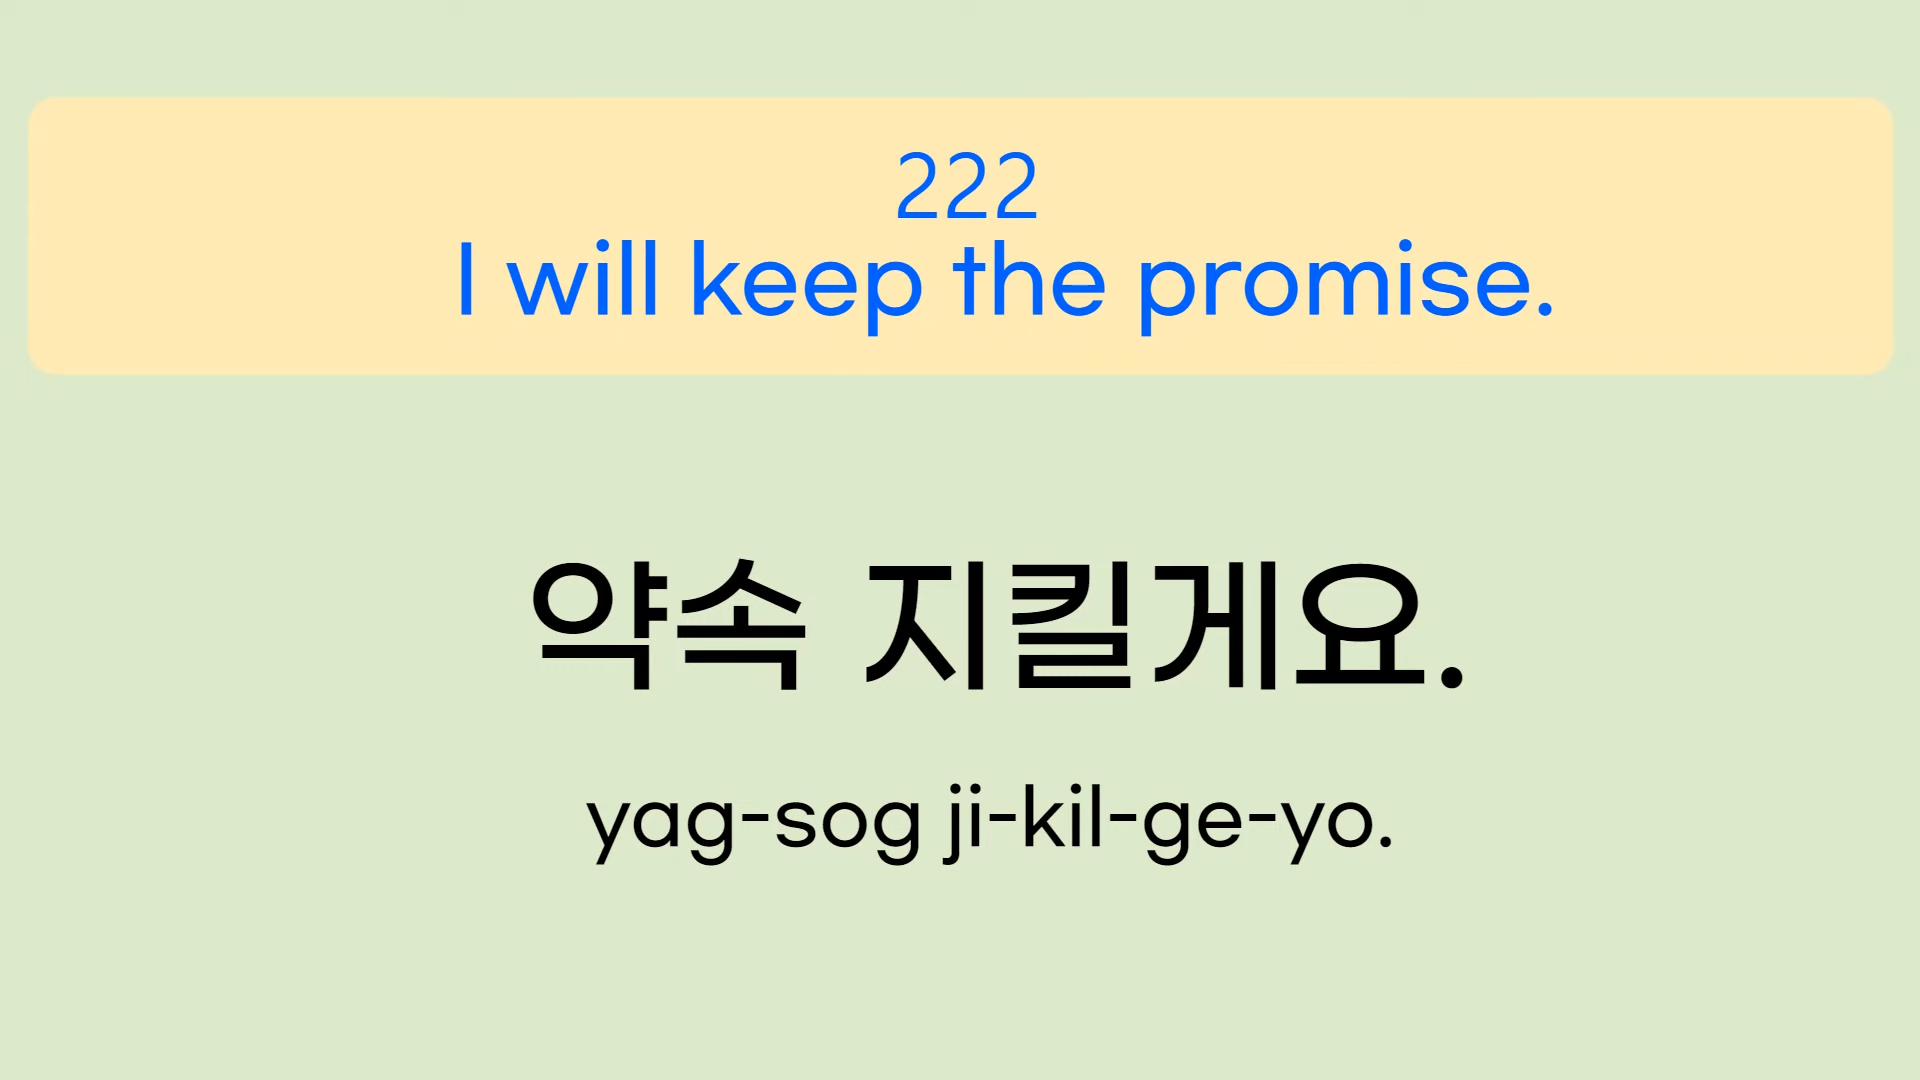 222
I will keep the promise.
약속 지킬게요.
yag-sog ji-kil-ge-yo.